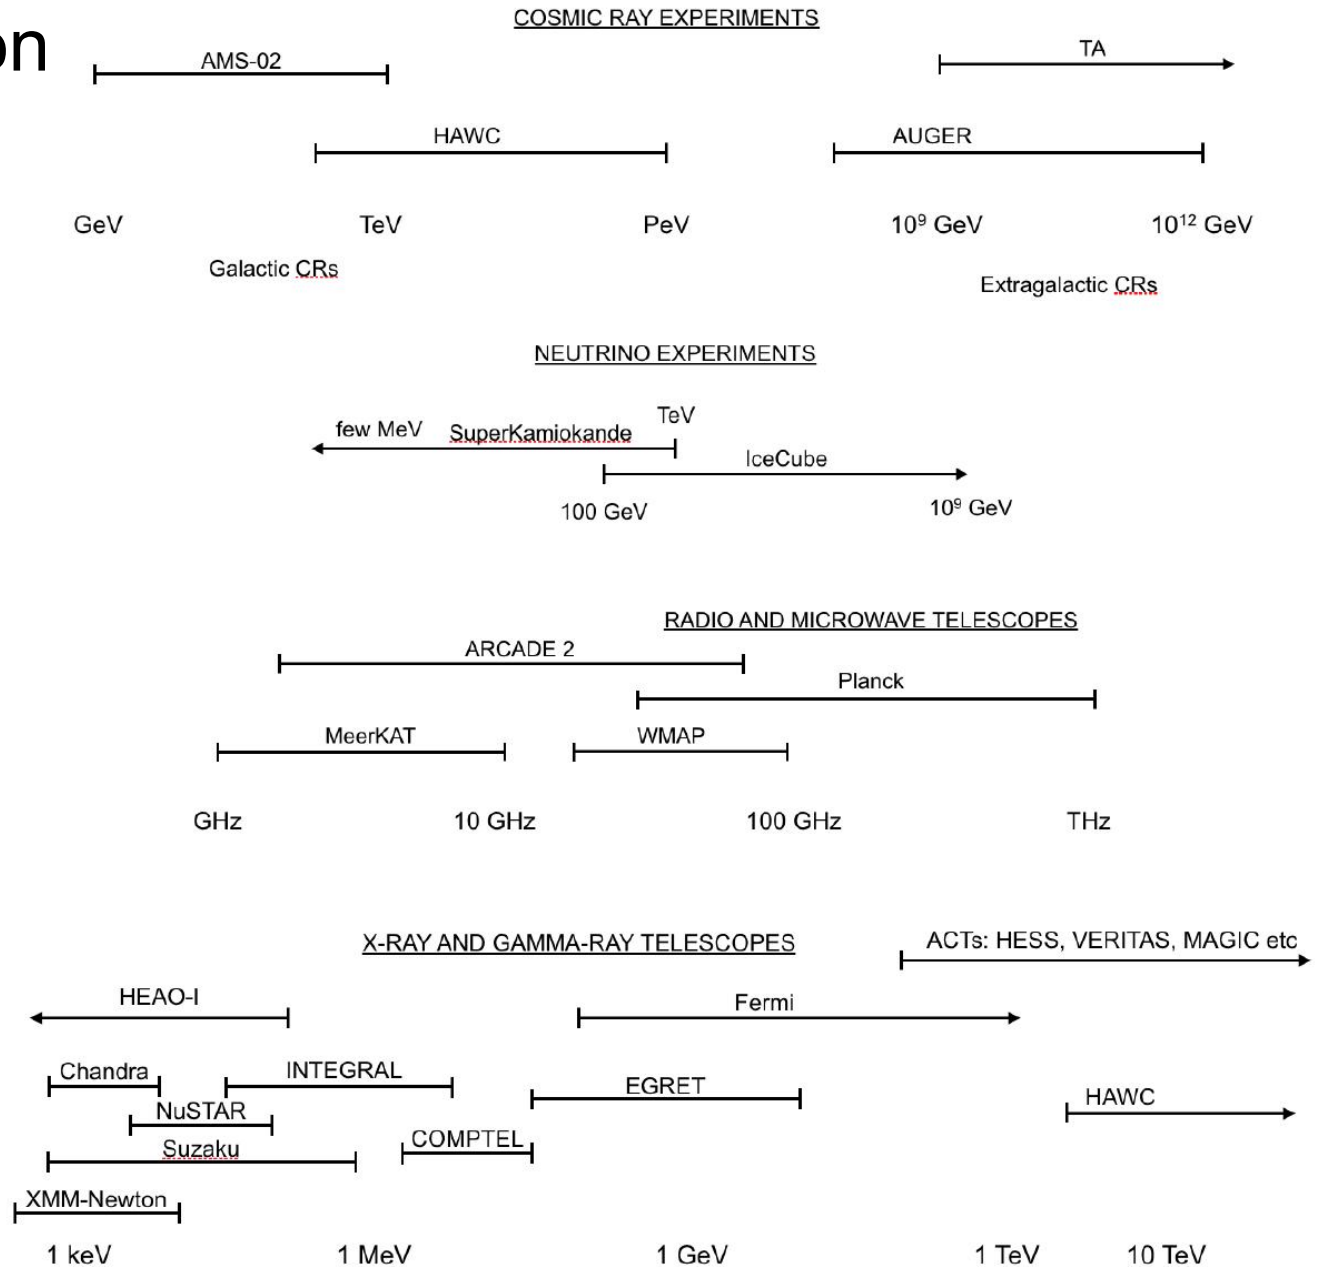 on
COSMIC RAY EXPERIMENTS
AMS-02
TA
HAWC
AUGER
GeV
TeV
PeV
10⁹ GeV
10¹² GeV
Galactic CRs
Extragalactic CRs
NEUTRINO EXPERIMENTS
few MeV
SuperKamiokande
TeV
IceCube
100 GeV
10⁹ GeV
RADIO AND MICROWAVE TELESCOPES
ARCADE 2
Planck
MeerKAT
WMAP
GHz
10 GHz
100 GHz
THz
X-RAY AND GAMMA-RAY TELESCOPES
ACTs: HESS, VERITAS, MAGIC etc
HEAO-I
Fermi
Chandra
INTEGRAL
EGRET
HAWC
NuSTAR
COMPTEL
Suzaku
XMM-Newton
1 keV
1 MeV
1 GeV
1 TeV
10 TeV